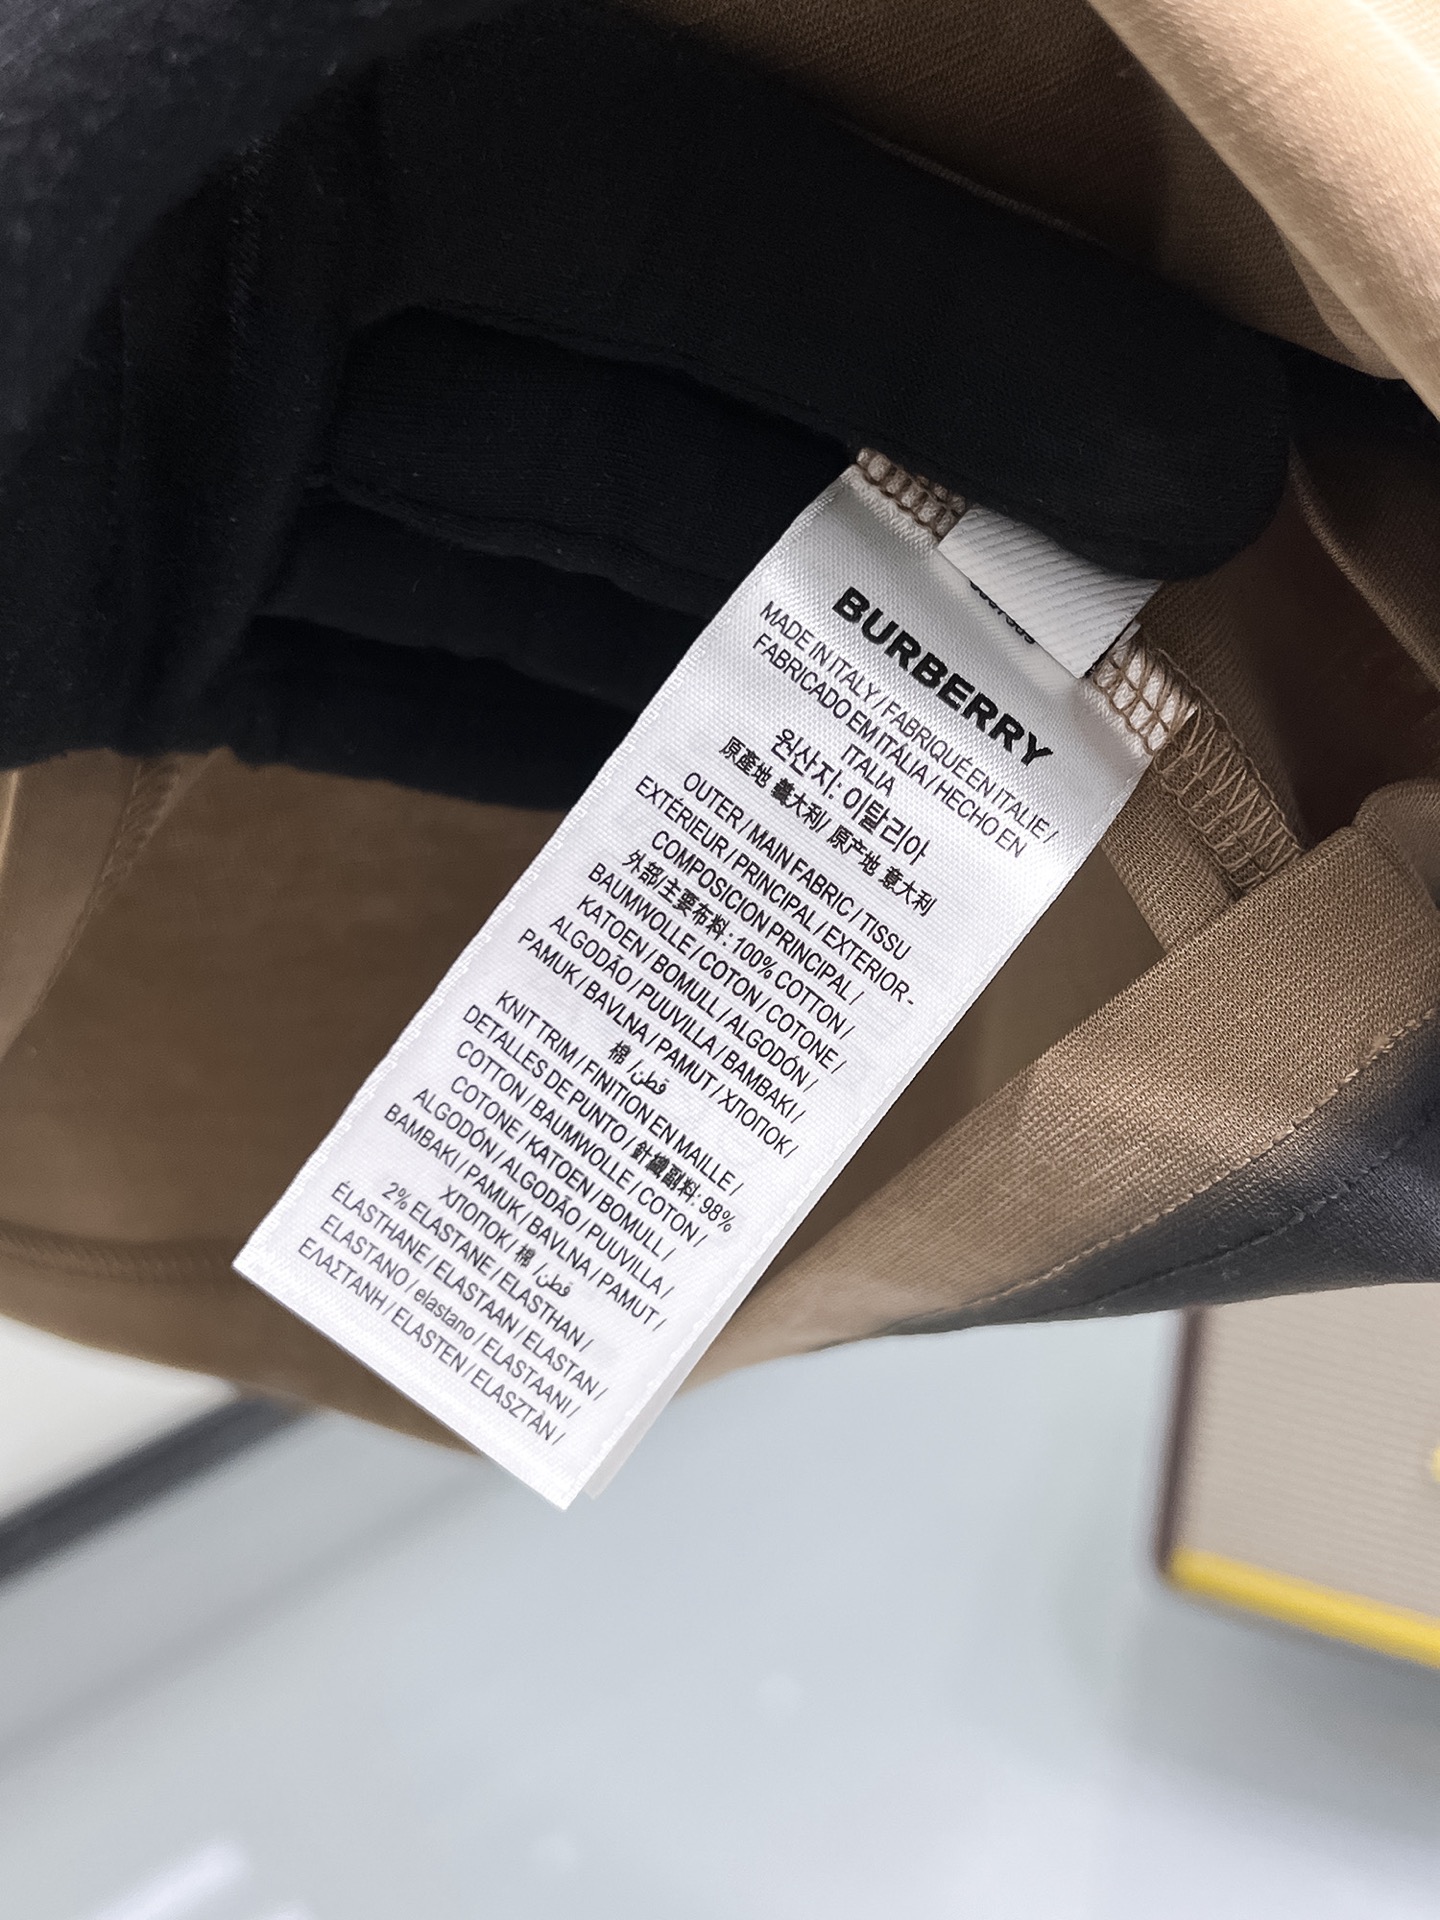 BURBERRY
MADE IN ITALY / FABRIQUÉ EN ITALIE /
FABRICADO EM ITÁLIA / HECHO EN
ITALIA
원산지: 이탈리아
原產地 義大利/ 原产地 意大利
OUTER / MAIN FABRIC / TISSU
EXTÉRIEUR / PRINCIPAL / EXTERIOR-
COMPOSICION PRINCIPAL /
外部/主要布料: 100% COTTON /
BAUMWOLLE / COTON / COTONE /
KATOEN / BOMULL / ALGODÓN /
ALGODÃO / PUUVILLA / BAMBAKI /
PAMUK / BAVLNA / PAMUT / ХЛОПОК /
棉 /قطن
KNIT TRIM / FINITION EN MAILLE /
DETALLES DE PUNTO / 針織副料: 98%
COTTON / BAUMWOLLE / COTON /
COTONE / KATOEN / BOMULL /
ALGODÓN / ALGODÃO / PUUVILLA /
BAMBAKI / PAMUK / BAVLNA / PAMUT /
ХЛОПОК / 棉 /قطن
2% ELASTANE / ELASTHAN /
ÉLASTHANE / ELASTAAN / ELASTAN /
ELASTANO / elastano / ELASTAANI /
ΕΛΑΣΤΑΝΗ / ELASTEN / ELASZTÁN /